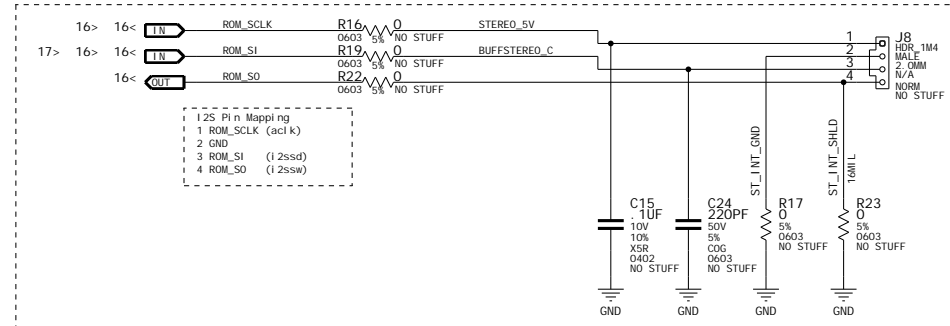 16> 16< IN ROM_SCLK R16 0 STEREO_5V
0603 5% NO STUFF
17> 16> 16< IN ROM_SI R19 0 BUFFSTEREO_C
0603 5% NO STUFF
16< OUT ROM_SO R22 0
0603 5% NO STUFF
1
2
3
4
J8
HDR_1M4
MALE
2.0MM
N/A
NORM
NO STUFF
I2S Pin Mapping
1 ROM_SCLK (aclk)
2 GND
3 ROM_SI (i2ssd)
4 ROM_SO (i2ssw)
ST_INT_GND
ST_INT_SHLD
16MIL
C15
.1UF
10V
10%
X5R
0402
NO STUFF
C24
220PF
50V
5%
COG
0603
NO STUFF
R17
0
5%
0603
NO STUFF
R23
0
5%
0603
NO STUFF
GND GND GND GND